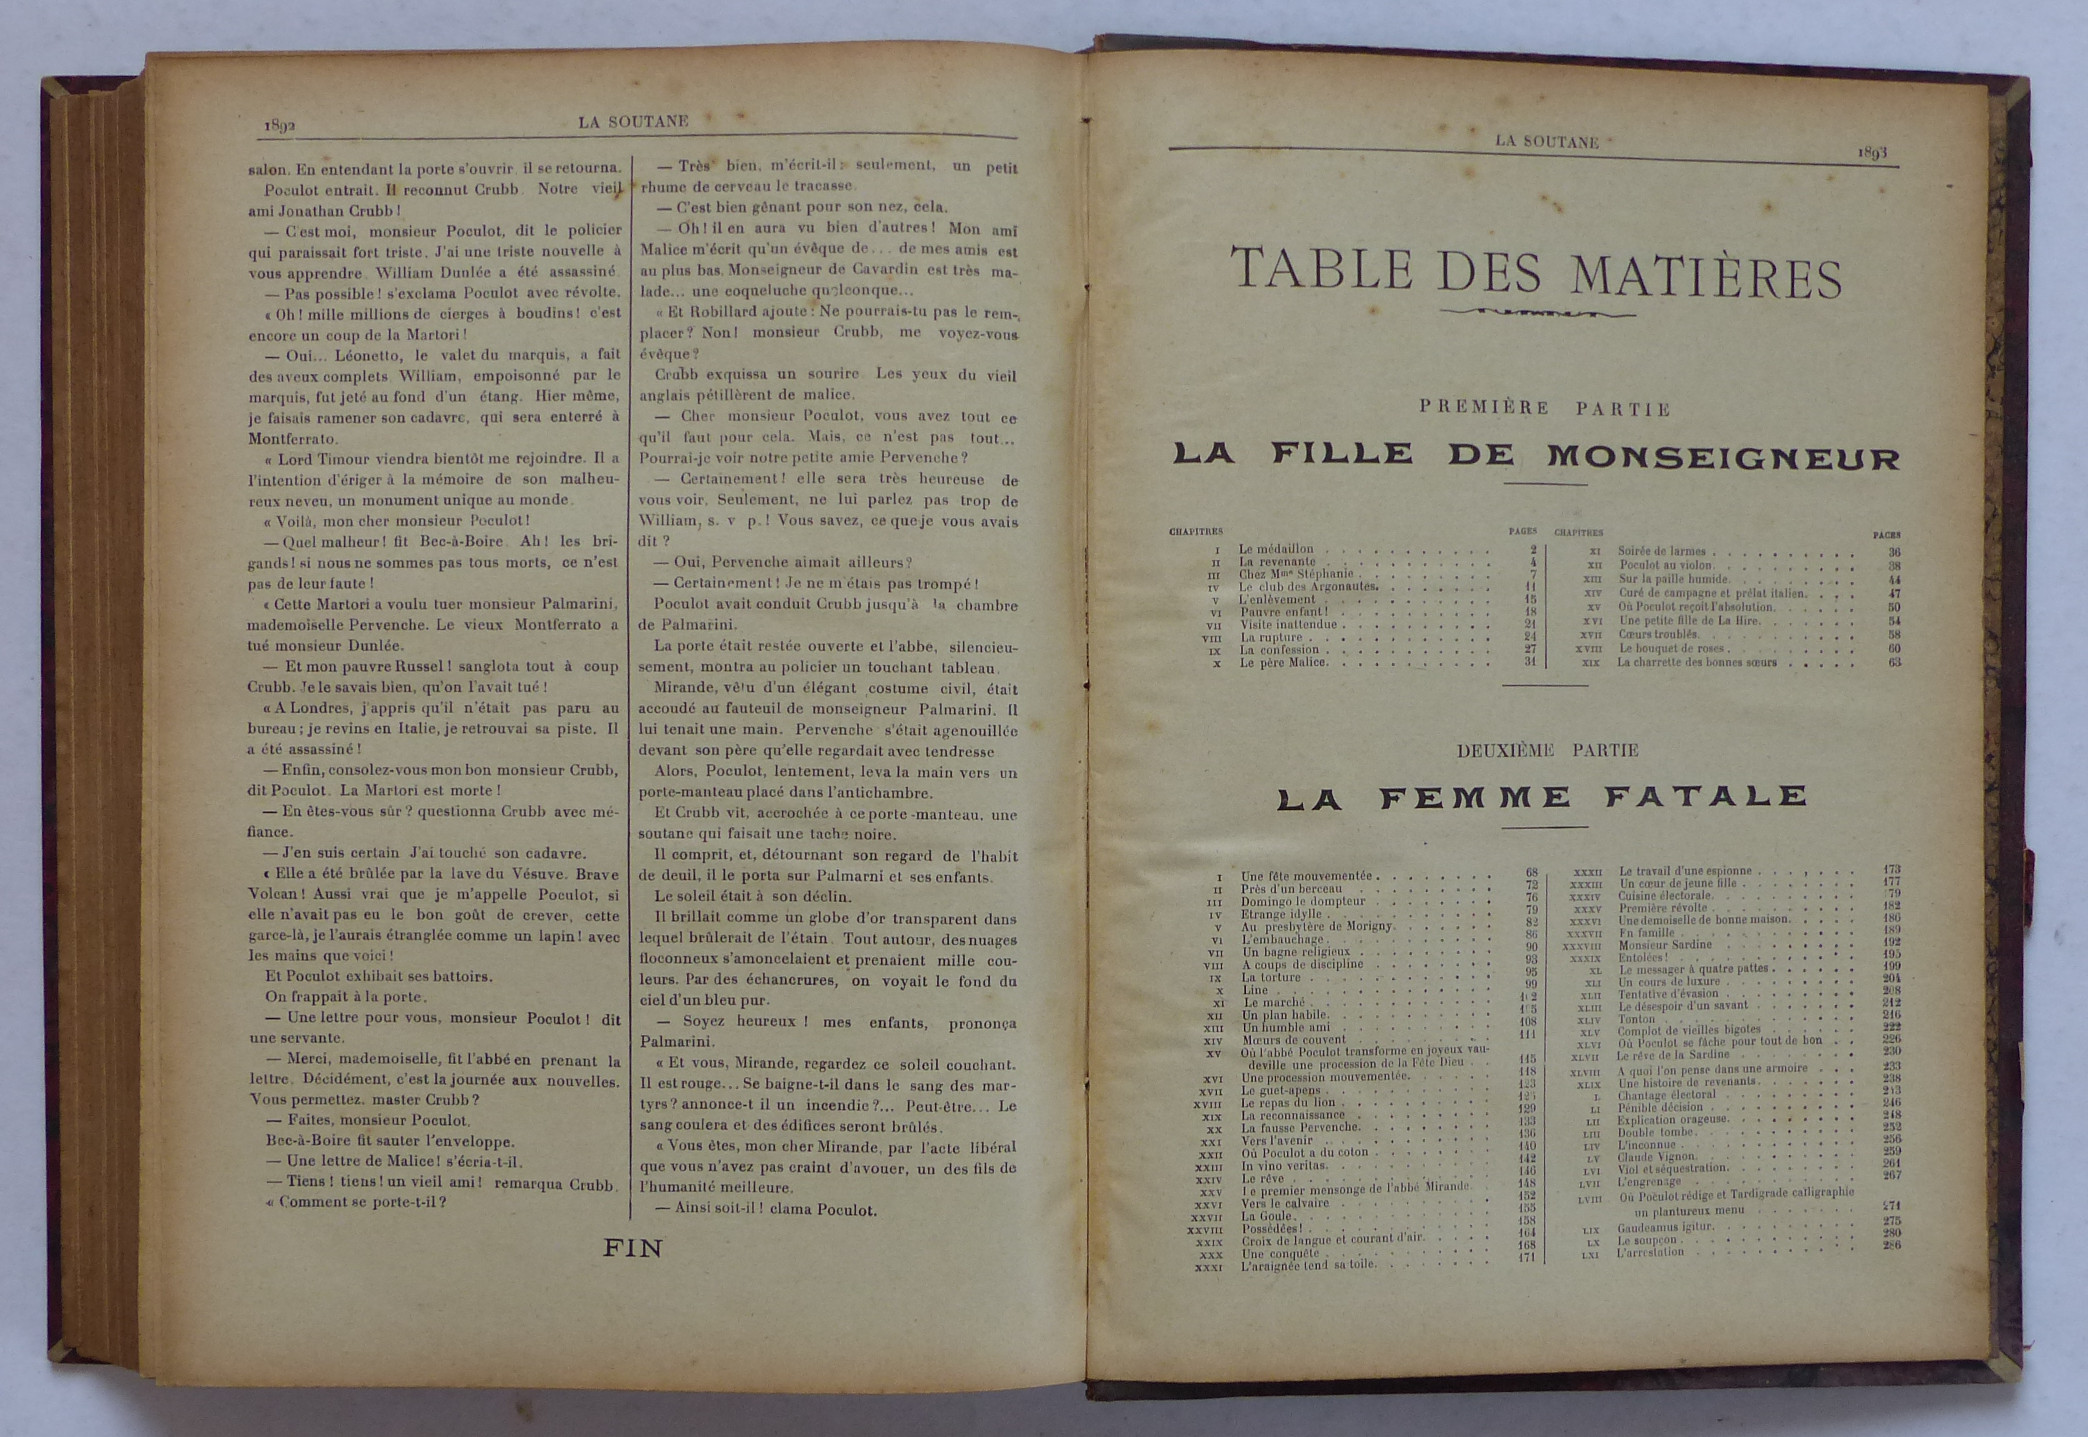 1892
LA SOUTANE
salon. En entendant la porte s'ouvrir il se retourna.
Poculot entrait. Il reconnut Crubb. Notre vieil
ami Jonathan Crubb !
— C'est moi, monsieur Poculot, dit le policier
qui paraissait fort triste. J'ai une triste nouvelle à
vous apprendre. William Dunlée a été assassiné.
— Pas possible ! s'exclama Poculot avec révolte.
« Oh ! mille millions de cierges à boudins ! c'est
encore un coup de la Martori !
— Oui... Léonetto, le valet du marquis, a fait
des aveux complets. William, empoisonné par le
marquis, fut jeté au fond d'un étang. Hier même,
je faisais ramener son cadavre, qui sera enterré à
Montferrato.
« Lord Timour viendra bientôt me rejoindre. Il a
l'intention d'ériger à la mémoire de son malheu-
reux neveu, un monument unique au monde.
« Voilà, mon cher monsieur Poculot !
— Quel malheur ! fit Bec-à-Boire. Ah ! les bri-
gands ! si nous ne sommes pas tous morts, ce n'est
pas de leur faute !
« Cette Martori a voulu tuer monsieur Palmarini,
mademoiselle Pervenche. Le vieux Montferrato a
tué monsieur Dunlée.
— Et mon pauvre Russel ! sanglota tout à coup
Crubb. Je le savais bien, qu'on l'avait tué !
« A Londres, j'appris qu'il n'était pas paru au
bureau ; je revins en Italie, je retrouvai sa piste. Il
a été assassiné !
— Enfin, consolez-vous mon bon monsieur Crubb,
dit Poculot. La Martori est morte !
— En êtes-vous sûr ? questionna Crubb avec mé-
fiance.
— J'en suis certain J'ai touché son cadavre.
« Elle a été brûlée par la lave du Vésuve. Brave
Volcan ! Aussi vrai que je m'appelle Poculot, si
elle n'avait pas eu le bon goût de crever, cette
garce-là, je l'aurais étranglée comme un lapin ! avec
les mains que voici !
Et Poculot exhibait ses battoirs.
On frappait à la porte.
— Une lettre pour vous, monsieur Poculot ! dit
une servante.
— Merci, mademoiselle, fit l'abbé en prenant la
lettre. Décidément, c'est la journée aux nouvelles.
Vous permettez, master Crubb ?
— Faites, monsieur Poculot.
Bec-à-Boire fit sauter l'enveloppe.
— Une lettre de Malice ! s'écria-t-il.
— Tiens ! tiens ! un vieil ami ! remarqua Crubb.
« Comment se porte-t-il ?
— Très bien, m'écrit-il : seulement, un petit
rhume de cerveau le tracasse.
— C'est bien gênant pour son nez, cela.
— Oh ! il en aura vu bien d'autres ! Mon ami
Malice m'écrit qu'un évêque de... de mes amis est
au plus bas. Monseigneur de Cavardin est très ma-
lade... une coqueluche quelconque...
« Et Robillard ajoute : Ne pourrais-tu pas le rem-
placer ? Non ! monsieur Crubb, me voyez-vous
évêque ?
Crubb exquissa un sourire. Les yeux du vieil
anglais pétillèrent de malice.
— Cher monsieur Poculot, vous avez tout ce
qu'il faut pour cela. Mais, ce n'est pas tout...
Pourrai-je voir notre petite amie Pervenche ?
— Certainement ! elle sera très heureuse de
vous voir. Seulement, ne lui parlez pas trop de
William, s. v p. ! Vous savez, ce que je vous avais
dit ?
— Oui, Pervenche aimait ailleurs ?
— Certainement ! Je ne m'étais pas trompé !
Poculot avait conduit Crubb jusqu'à la chambre
de Palmarini.
La porte était restée ouverte et l'abbé, silencieu-
sement, montra au policier un touchant tableau.
Mirande, vêtu d'un élégant costume civil, était
accoudé au fauteuil de monseigneur Palmarini. Il
lui tenait une main. Pervenche s'était agenouillée
devant son père qu'elle regardait avec tendresse
Alors, Poculot, lentement, leva la main vers un
porte-manteau placé dans l'antichambre.
Et Crubb vit, accrochée à ce porte-manteau, une
soutane qui faisait une tache noire.
Il comprit, et, détournant son regard de l'habit
de deuil, il le porta sur Palmarni et ses enfants.
Le soleil était à son déclin.
Il brillait comme un globe d'or transparent dans
lequel brûlerait de l'étain. Tout autour, des nuages
floconneux s'amoncelaient et prenaient mille cou-
leurs. Par des échancrures, on voyait le fond du
ciel d'un bleu pur.
— Soyez heureux ! mes enfants, prononça
Palmarini.
« Et vous, Mirande, regardez ce soleil couchant.
Il est rouge... Se baigne-t-il dans le sang des mar-
tyrs ? annonce-t il un incendie ?... Peut-être... Le
sang coulera et des édifices seront brûlés.
« Vous êtes, mon cher Mirande, par l'acte libéral
que vous n'avez pas craint d'avouer, un des fils de
l'humanité meilleure.
— Ainsi soit-il ! clama Poculot.
FIN
LA SOUTANE
1893
TABLE DES MATIÈRES
PREMIÈRE PARTIE
LA FILLE DE MONSEIGNEUR
CHAPITRES PAGES
I Le médaillon 2
II La revenante 4
III Chez Mme Stéphanie 7
IV Le club des Argonautes. 11
V L'enlèvement 15
VI Pauvre enfant ! 18
VII Visite inattendue 21
VIII La rupture 24
IX La confession 27
X Le père Malice. 31
CHAPITRES PAGES
XI Soirée de larmes 36
XII Poculot au violon. 38
XIII Sur la paille humide. 44
XIV Curé de campagne et prélat italien. 47
XV Où Poculot reçoit l'absolution. 50
XVI Une petite fille de La Hire. 54
XVII Cœurs troublés. 58
XVIII Le bouquet de roses. 60
XIX La charrette des bonnes sœurs 63
DEUXIÈME PARTIE
LA FEMME FATALE
I Une fête mouvementée. 68
II Près d'un berceau 72
III Domingo le dompteur 76
IV Etrange idylle 79
V Au presbytère de Morigny. 82
VI L'embauchage. 86
VII Un bagne religieux 90
VIII A coups de discipline 93
IX La torture 95
X Line 99
XI Le marché 102
XII Un plan habile. 105
XIII Un humble ami 108
XIV Mœurs de couvent 111
XV Où l'abbé Poculot transforme en joyeux vau-
deville une procession de la Fête Dieu 115
XVI Une procession mouvementée. 118
XVII Le guet-apens 123
XVIII Le repas du lion
XIX La reconnaissance 129
XX La fausse Pervenche. 133
XXI Vers l'avenir 136
XXII Où Poculot a du coton 140
XXIII In vino veritas. 142
XXIV Le rêve 146
XXV Le premier mensonge de l'abbé Mirande. 148
XXVI Vers le calvaire 152
XXVII La Goule. 155
XXVIII Possédées ! 158
XXIX Croix de langue et courant d'air. 164
XXX Une conquête 168
XXXI L'araignée tend sa toile. 171
XXXII Le travail d'une espionne 173
XXXIII Un cœur de jeune fille 177
XXXIV Cuisine électorale. 79
XXXV Première révolte 182
XXXVI Une demoiselle de bonne maison. 186
XXXVII En famille 189
XXXVIII Monsieur Sardine 192
XXXIX Entolées ! 195
XL Le messager à quatre pattes 199
XLI Un cours de luxure 204
XLII Tentative d'évasion 208
XLIII Le désespoir d'un savant 212
XLIV Tonton 216
XLV Complot de vieilles bigotes 222
XLVI Où Poculot se fâche pour tout de bon 226
XLVII Le rêve de la Sardine 230
XLVIII A quoi l'on pense dans une armoire 233
XLIX Une histoire de revenants. 238
L Chantage électoral 243
LI Pénible décision 246
LII Explication orageuse. 248
LIII Double tombe. 252
LIV L'inconnue 256
LV Claude Vignon. 259
LVI Viol et séquestration. 261
LVII L'engrenage 267
LVIII Où Poculot rédige et Tardigrade calligraphie
un plantureux menu 271
LIX Gaudeamus igitur. 275
LX Le soupçon 280
LXI L'arrestation 286